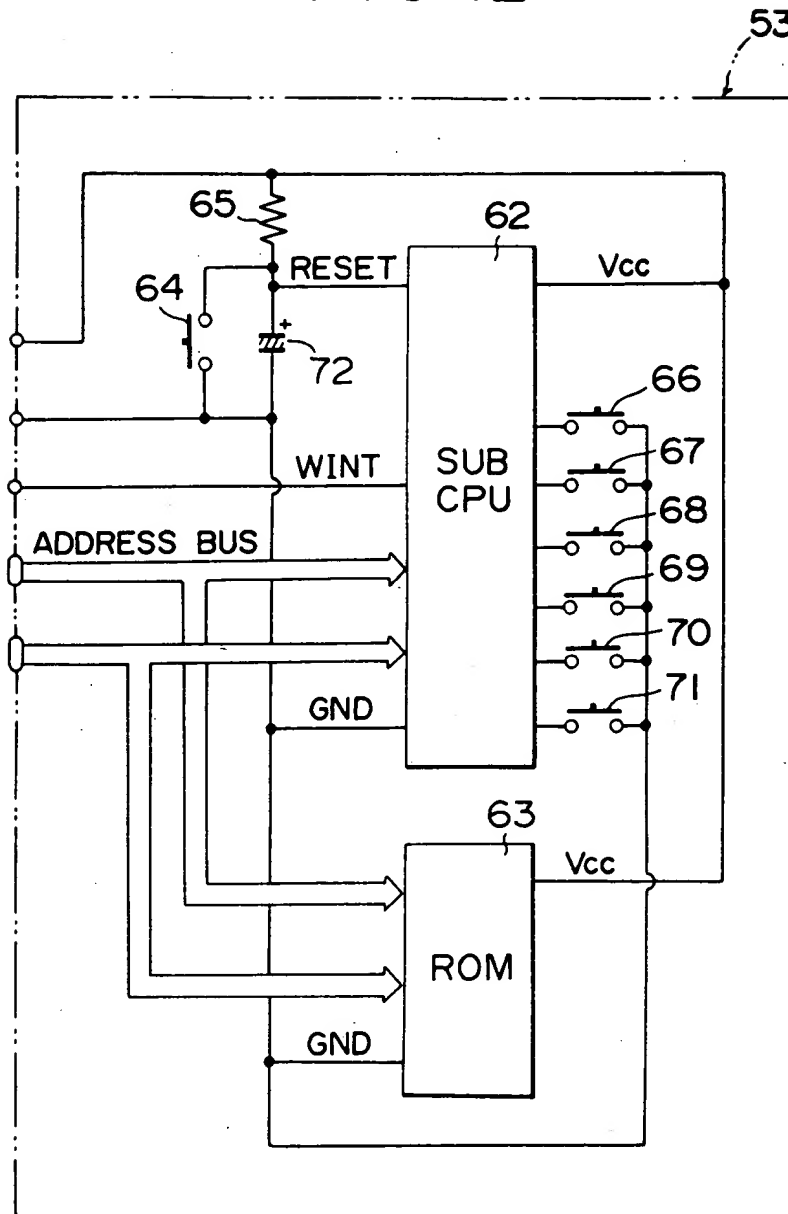 53
65
62
RESET
Vcc
64
72
66
WINT
SUB
CPU
67
68
ADDRESS BUS
69
70
GND
71
63
Vcc
ROM
GND